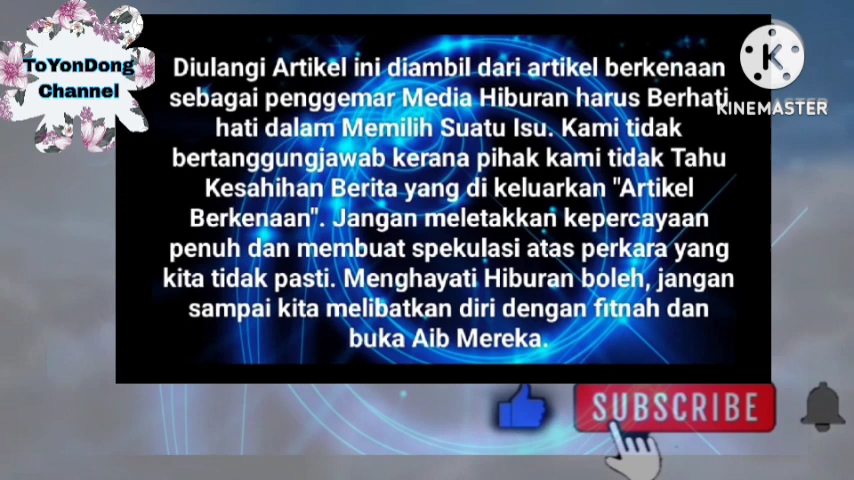 ToYonDong
Channel
KINEMASTER
Diulangi Artikel ini diambil dari artikel berkenaan
sebagai penggemar Media Hiburan harus Berhati
hati dalam Memilih Suatu Isu. Kami tidak
bertanggungjawab kerana pihak kami tidak Tahu
Kesahihan Berita yang di keluarkan "Artikel
Berkenaan". Jangan meletakkan kepercayaan
penuh dan membuat spekulasi atas perkara yang
kita tidak pasti. Menghayati Hiburan boleh, jangan
sampai kita melibatkan diri dengan fitnah dan
buka Aib Mereka.
SUBSCRIBE